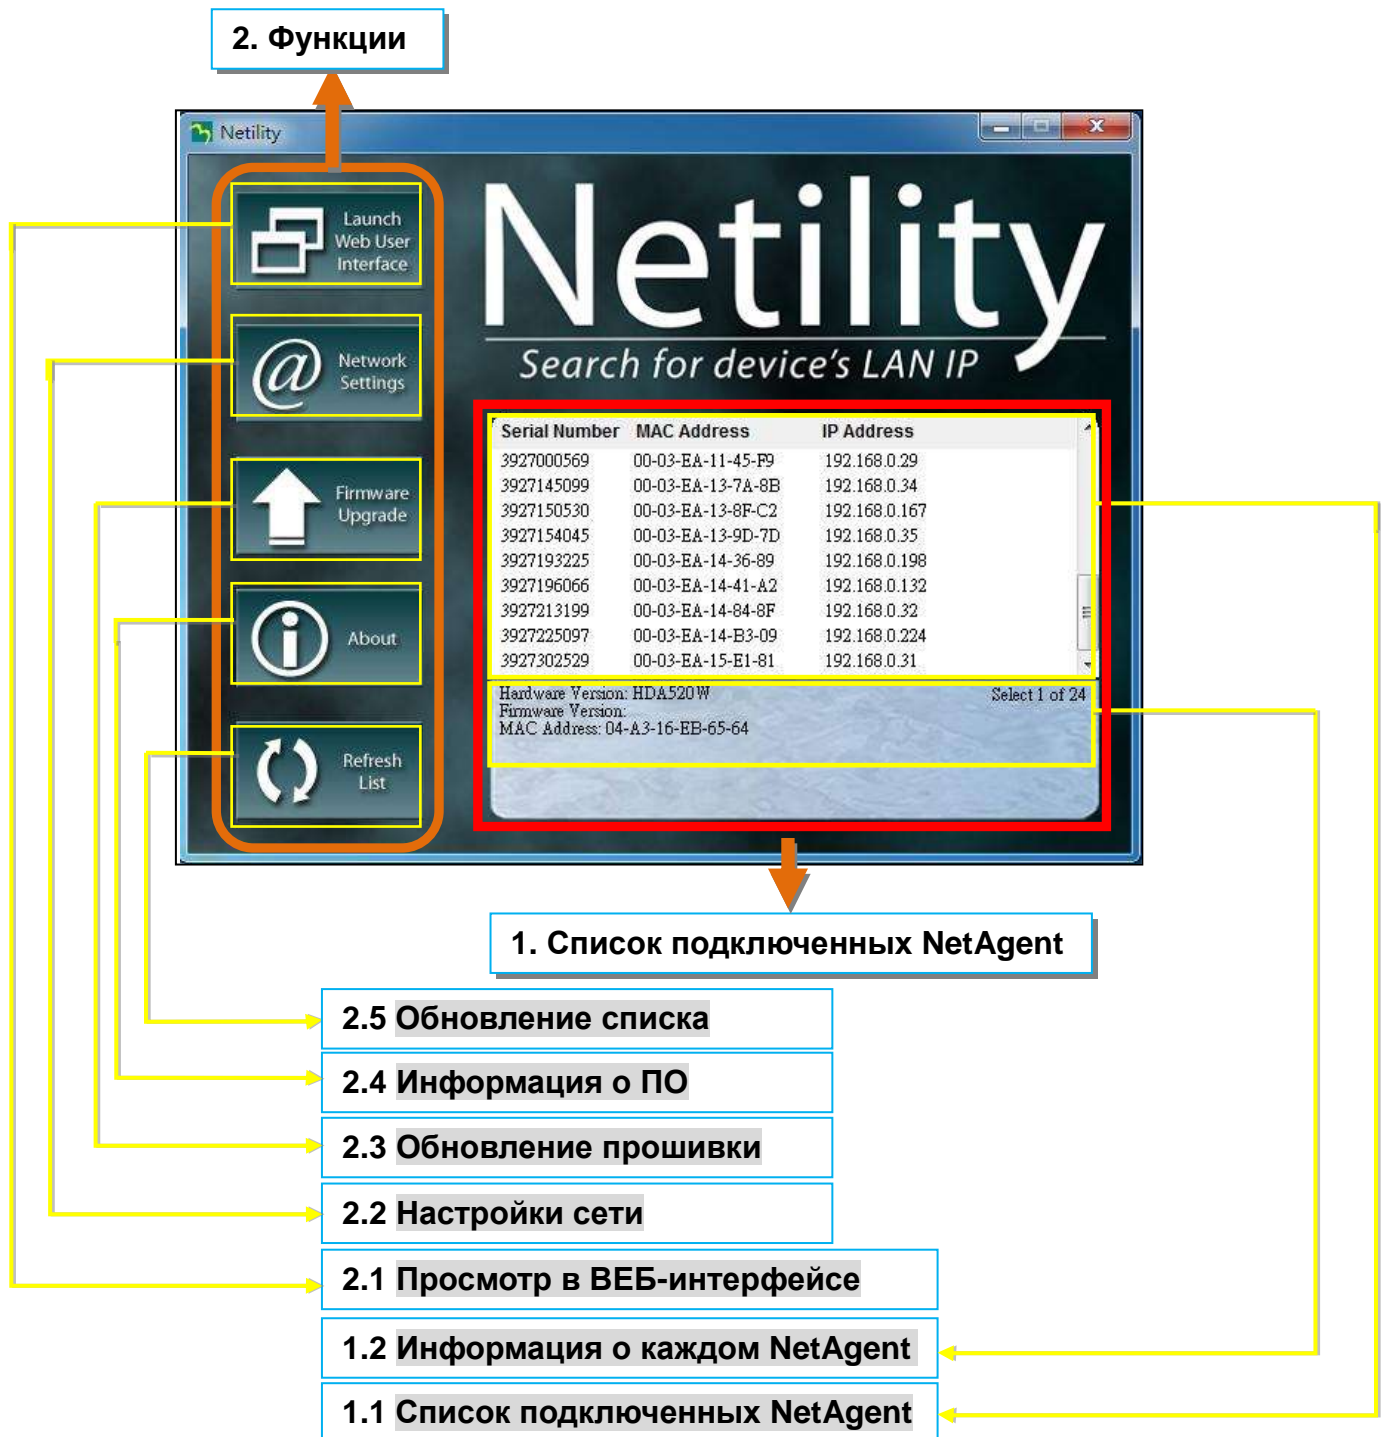 2. Функции
Netility
Launch
Web User
Interface
Network
Settings
Firmware
Upgrade
About
Refresh
List
Netility
Search for device's LAN IP
Serial Number MAC Address IP Address
3927000569 00-03-EA-11-45-F9 192.168.0.29
3927145099 00-03-EA-13-7A-8B 192.168.0.34
3927150530 00-03-EA-13-8F-C2 192.168.0.167
3927154045 00-03-EA-13-9D-7D 192.168.0.35
3927193225 00-03-EA-14-36-89 192.168.0.198
3927196066 00-03-EA-14-41-A2 192.168.0.132
3927213199 00-03-EA-14-84-8F 192.168.0.32
3927225097 00-03-EA-14-B3-09 192.168.0.224
3927302529 00-03-EA-15-E1-81 192.168.0.31
Hardware Version: HDA520W Select 1 of 24
Firmware Version:
MAC Address: 04-A3-16-EB-65-64
1. Список подключенных NetAgent
2.5 Обновление списка
2.4 Информация о ПО
2.3 Обновление прошивки
2.2 Настройки сети
2.1 Просмотр в ВЕБ-интерфейсе
1.2 Информация о каждом NetAgent
1.1 Список подключенных NetAgent